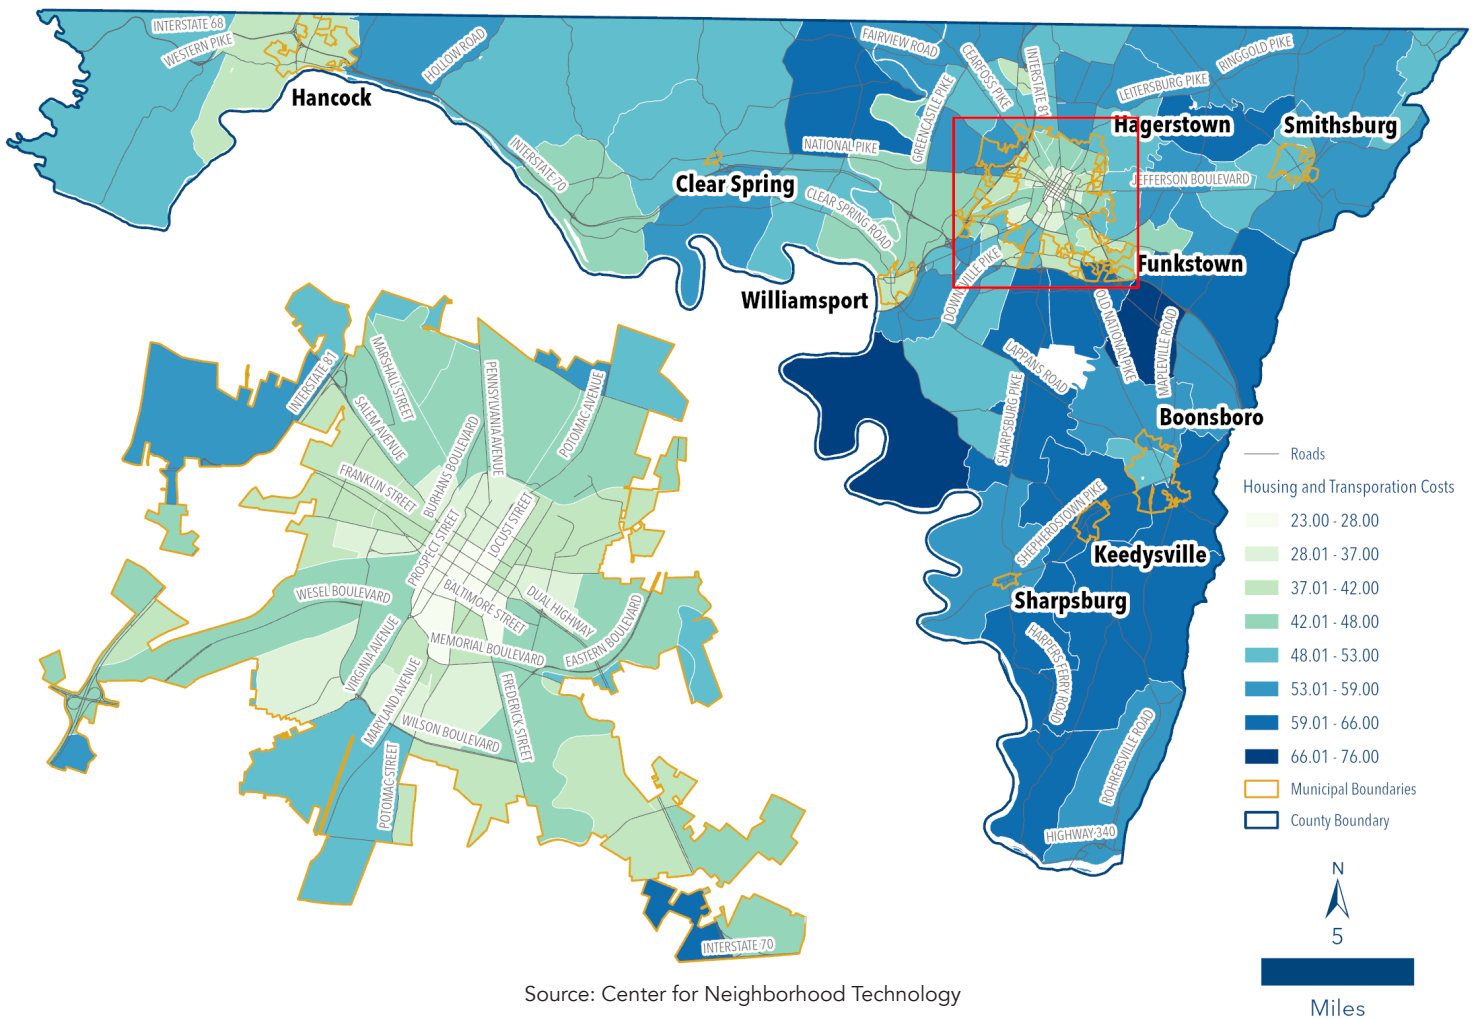 INTERSTATE 68
WESTERN PIKE
HOLLOW ROAD
Hancock
INTERSTATE 70
FAIRVIEW ROAD
CEARFOSS PIKE
INTERSTATE 81
GREENCASTLE PIKE
LEITERSBURG PIKE
RINGGOLD PIKE
Hagerstown
Smithsburg
NATIONAL PIKE
Clear Spring
CLEAR SPRING ROAD
JEFFERSON BOULEVARD
Funkstown
Williamsport
DOWNSVILLE PIKE
OLD NATIONAL PIKE
MAPLEVILLE ROAD
LAPPANS ROAD
SHARPSBURG PIKE
Boonsboro
SHEPHERDSTOWN PIKE
Keedysville
Sharpsburg
HARPERS FERRY ROAD
ROHRERSVILLE ROAD
HIGHWAY 340
INTERSTATE 81
MARSHALL STREET
SALEM AVENUE
PENNSYLVANIA AVENUE
POTOMAC AVENUE
BURHANS BOULEVARD
FRANKLIN STREET
PROSPECT STREET
LOCUST STREET
WESEL BOULEVARD
BALTIMORE STREET
DUAL HIGHWAY
EASTERN BOULEVARD
MEMORIAL BOULEVARD
VIRGINIA AVENUE
MARYLAND AVENUE
FREDERICK STREET
WILSON BOULEVARD
POTOMAC STREET
INTERSTATE 70
Roads
Housing and Transporation Costs
23.00 - 28.00
28.01 - 37.00
37.01 - 42.00
42.01 - 48.00
48.01 - 53.00
53.01 - 59.00
59.01 - 66.00
66.01 - 76.00
Municipal Boundaries
County Boundary
N
5
Miles
Source: Center for Neighborhood Technology